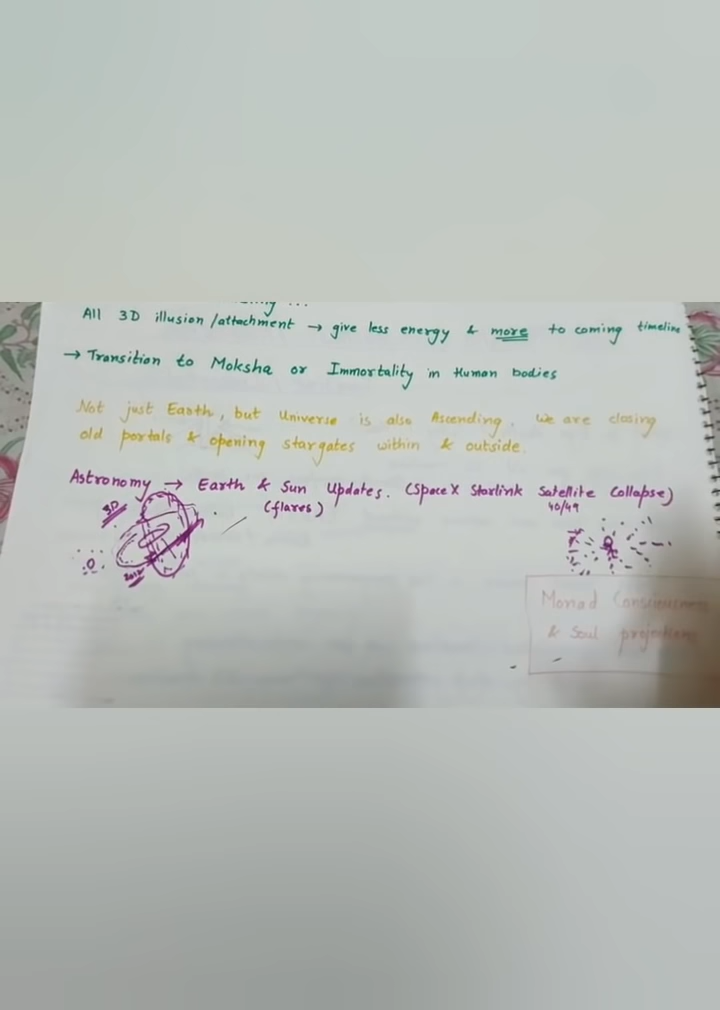 All 3D illusion/attachment → give less energy & more to coming timeline
→ Transition to Moksha or Immortality in Human bodies
Not just Earth, but Universe is also Ascending. We are closing
old portals & opening stargates within & outside.
Astronomy → Earth & Sun Updates. (SpaceX Starlink Satellite Collapse)
(flares)
40/49
3D
2012
Monad Consciousness
& Soul projections